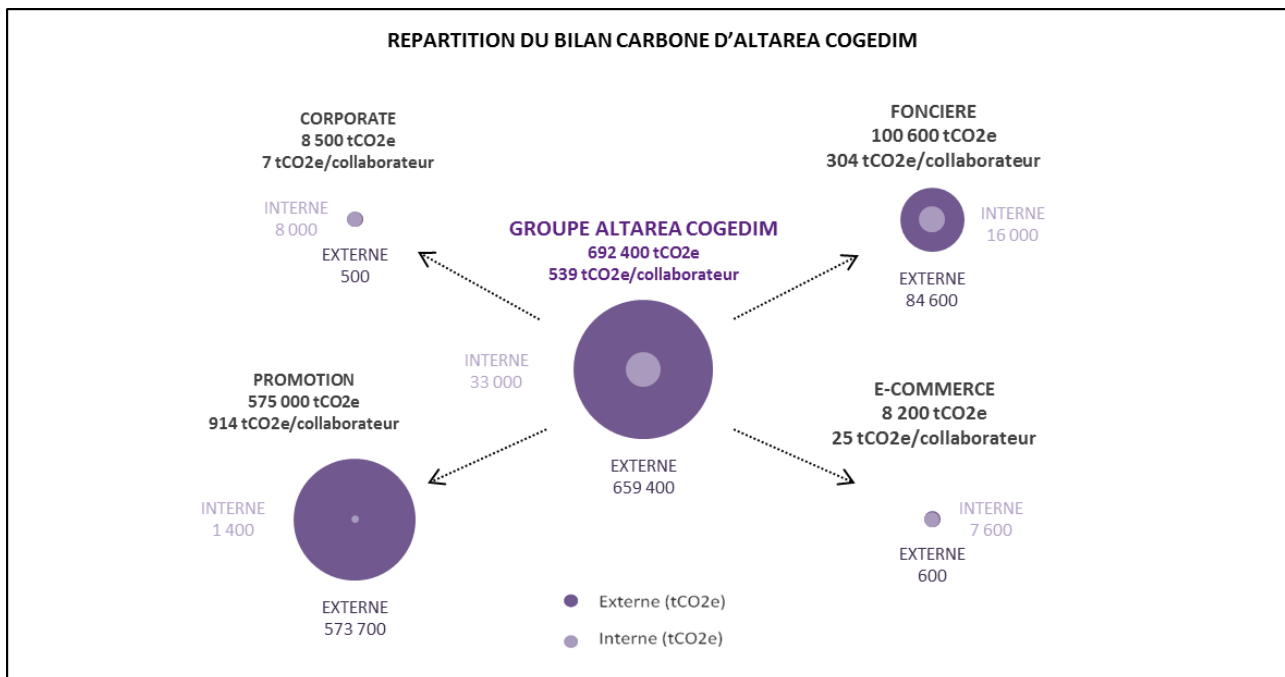 REPARTITION DU BILAN CARBONE D'ALTAREA COGEDIM
CORPORATE
8 500 tCO2e
7 tCO2e/collaborateur
INTERNE
8 000
EXTERNE
500
FONCIERE
100 600 tCO2e
304 tCO2e/collaborateur
INTERNE
16 000
EXTERNE
84 600
GROUPE ALTAREA COGEDIM
692 400 tCO2e
539 tCO2e/collaborateur
INTERNE
33 000
EXTERNE
659 400
PROMOTION
575 000 tCO2e
914 tCO2e/collaborateur
INTERNE
1 400
EXTERNE
573 700
E-COMMERCE
8 200 tCO2e
25 tCO2e/collaborateur
INTERNE
7 600
EXTERNE
600
Externe (tCO2e)
Interne (tCO2e)